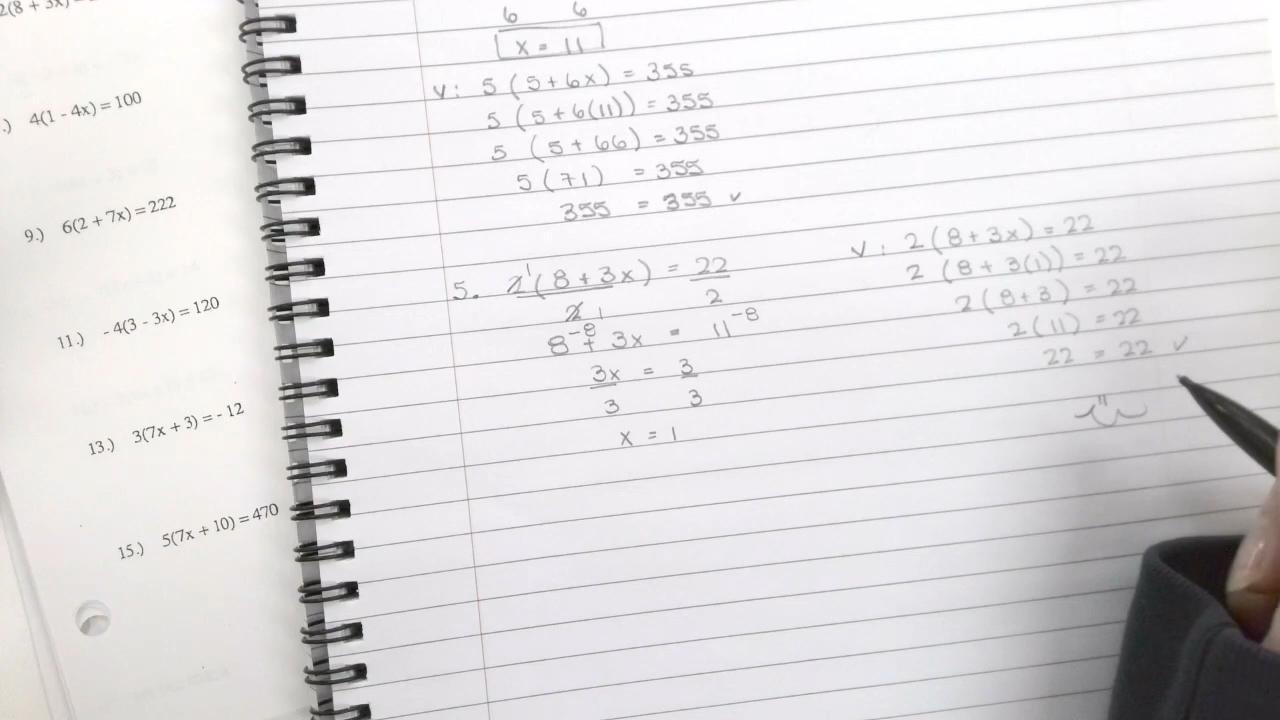 2(8 + 3x)
.) 4(1 - 4x) = 100
9.) 6(2 + 7x) = 222
11.) - 4(3 - 3x) = 120
13.) 3(7x + 3) = - 12
15.) 5(7x + 10) = 470
6 6
x = 11
V: 5 (5 + 6x) = 355
5 (5 + 6(11)) = 355
5 (5 + 66) = 355
5 (71) = 355
355 = 355 ✓
5. 2¹(8 + 3x) = 22
2 1 2
8⁻⁸ + 3x = 11⁻⁸
3x = 3
3 3
x = 1
V: 2 (8 + 3x) = 22
2 (8 + 3(1)) = 22
2 (8 + 3) = 22
2 (11) = 22
22 = 22 ✓